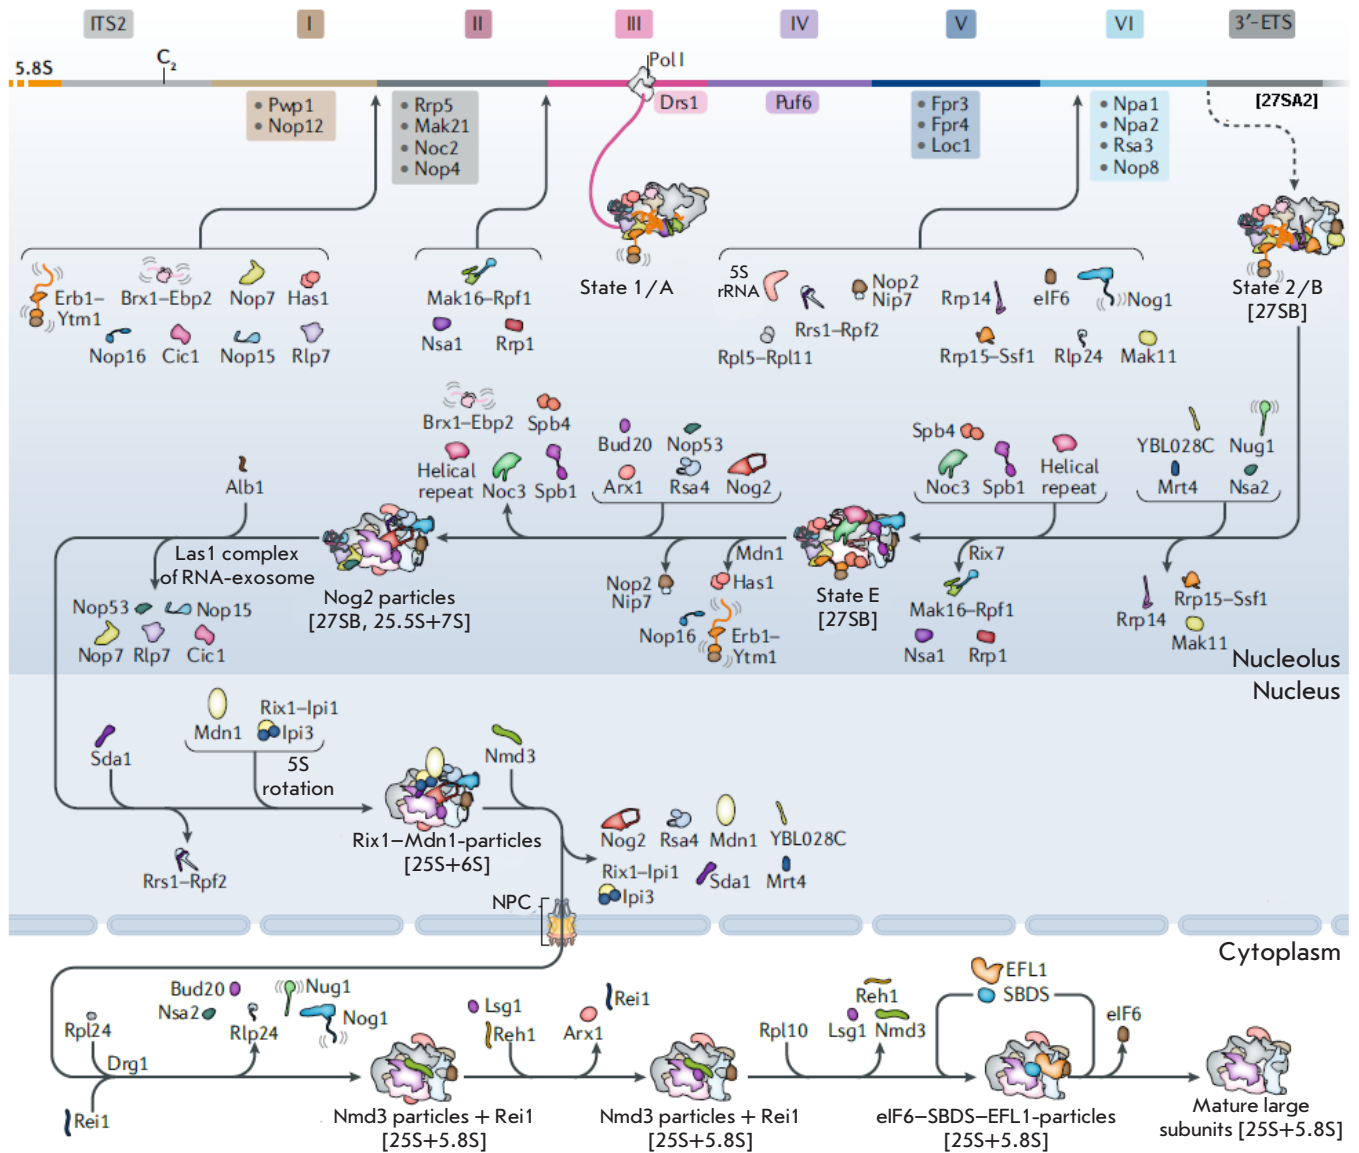 ITS2
I
II
III
IV
V
VI
3′-ETS
5.8S
C2
Pol I
[27SA2]
• Pwp1
• Nop12
• Rrp5
• Mak21
• Noc2
• Nop4
Drs1
Puf6
• Fpr3
• Fpr4
• Loc1
• Npa1
• Npa2
• Rsa3
• Nop8
Erb1–
Ytm1
Brx1–Ebp2
Nop7
Has1
Nop16
Cic1
Nop15
Rlp7
Mak16–Rpf1
Nsa1
Rrp1
State 1/A
5S
rRNA
Nop2
Nip7
Rrs1–Rpf2
Rpl5–Rpl11
Rrp14
eIF6
Nog1
Rrp15–Ssf1
Rlp24
Mak11
State 2/B
[27SB]
Brx1–Ebp2
Spb4
Helical
repeat
Noc3
Spb1
Bud20
Nop53
Arx1
Rsa4
Nog2
Spb4
Noc3
Spb1
Helical
repeat
YBL028C
Nug1
Mrt4
Nsa2
Alb1
Las1 complex
of RNA-exosome
Nop53
Nop15
Nop7
Rlp7
Cic1
Nog2 particles
[27SB, 25.5S+7S]
Nop2
Nip7
Mdn1
Has1
Nop16
Erb1–
Ytm1
State E
[27SB]
Rix7
Mak16–Rpf1
Nsa1
Rrp1
Rrp14
Rrp15–Ssf1
Mak11
Nucleolus
Nucleus
Sda1
Mdn1
Rix1–Ipi1
Ipi3
5S
rotation
Nmd3
Rrs1–Rpf2
Rix1–Mdn1-particles
[25S+6S]
Nog2
Rsa4
Mdn1
YBL028C
Rix1–Ipi1
Ipi3
Sda1
Mrt4
NPC
Cytoplasm
Rpl24
Drg1
Rei1
Bud20
Nsa2
Rlp24
Nug1
Nog1
Nmd3 particles + Rei1
[25S+5.8S]
Lsg1
Reh1
Arx1
Rei1
Nmd3 particles + Rei1
[25S+5.8S]
Rpl10
Reh1
Lsg1
Nmd3
EFL1
SBDS
eIF6–SBDS–EFL1-particles
[25S+5.8S]
eIF6
Mature large
subunits [25S+5.8S]